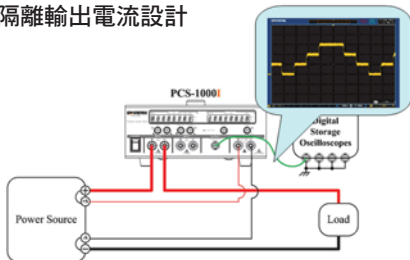 隔離輸出電流設計
PCS-1000I
Digital
Storage
Oscilloscopes
Power Source
Load